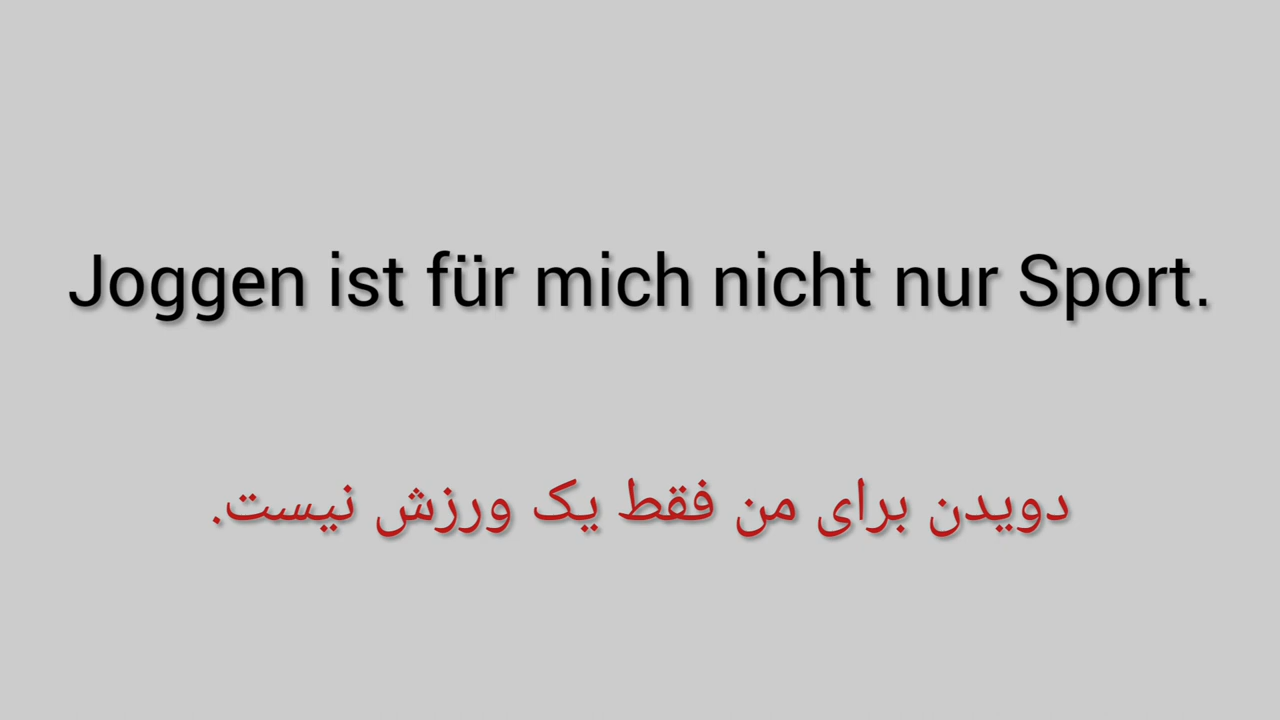 Joggen ist für mich nicht nur Sport.
دویدن برای من فقط یک ورزش نیست.